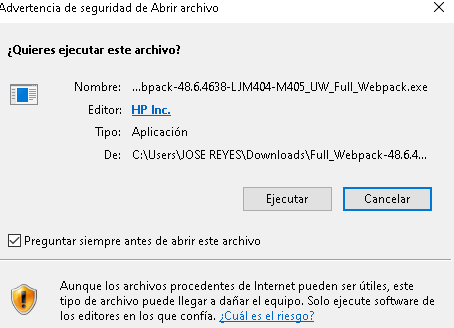 Advertencia de seguridad de Abrir archivo
¿Quieres ejecutar este archivo?
Nombre: ...bpack-48.6.4638-LJM404-M405_UW_Full_Webpack.exe
Editor: HP Inc.
Tipo: Aplicación
De: C:\Users\JOSE REYES\Downloads\Full_Webpack-48.6.4...
Ejecutar Cancelar
Preguntar siempre antes de abrir este archivo
Aunque los archivos procedentes de Internet pueden ser útiles, este
tipo de archivo puede llegar a dañar el equipo. Solo ejecute software de
los editores en los que confía. ¿Cuál es el riesgo?